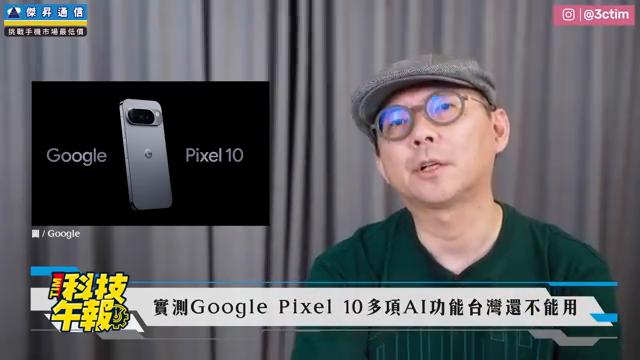 傑昇通信
挑戰手機市場最低價
@3ctim
Google Pixel 10
圖 / Google
TIM
科技
午報
實測Google Pixel 10多項AI功能台灣還不能用